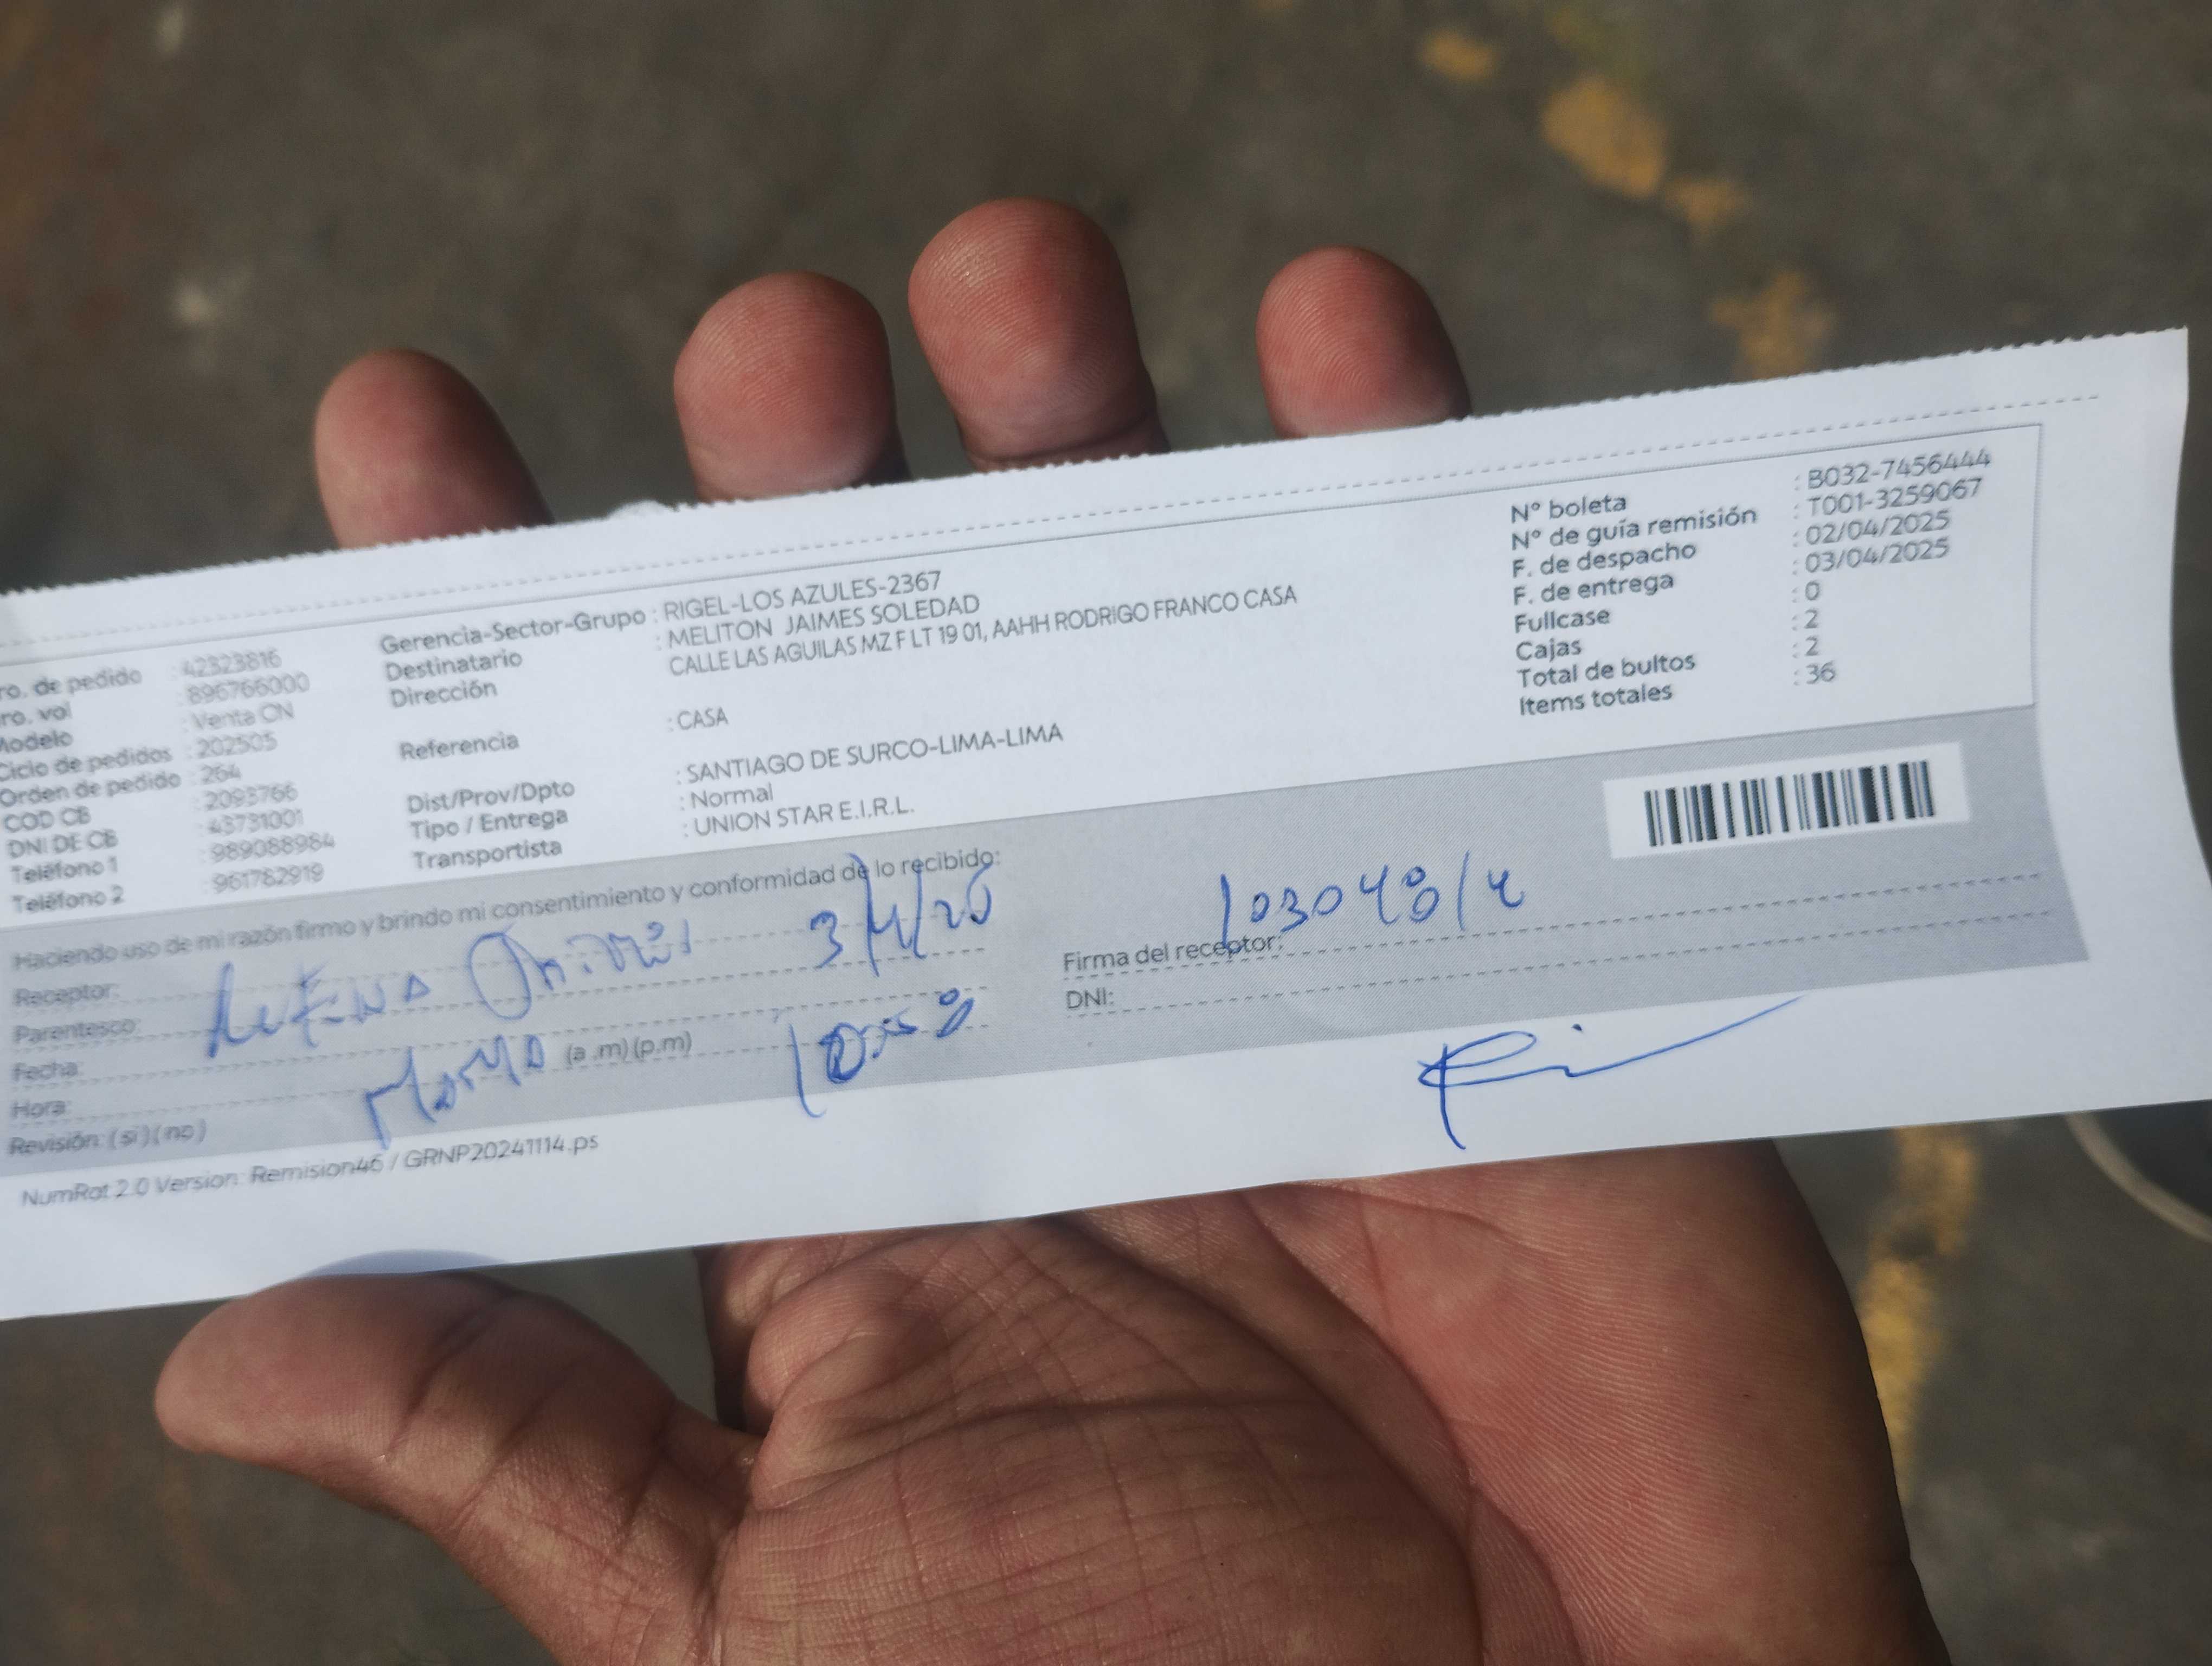 ro. de pedido : 42323816
ro. vol : 896766000
Modelo : Venta CN
Ciclo de pedidos : 202505
Orden de pedido : 264
COD CB : 2093766
DNI DE CB : 43731001
Teléfono 1 : 989088984
Teléfono 2 : 961782919
Gerencia-Sector-Grupo : RIGEL-LOS AZULES-2367
Destinatario : MELITON JAIMES SOLEDAD
Dirección : CALLE LAS AGUILAS MZ F LT 19 01, AAHH RODRIGO FRANCO CASA
Referencia : CASA
Dist/Prov/Dpto : SANTIAGO DE SURCO-LIMA-LIMA
Tipo / Entrega : Normal
Transportista : UNION STAR E.I.R.L.
N° boleta : B032-7456444
N° de guía remisión : T001-3259067
F. de despacho : 02/04/2025
F. de entrega : 03/04/2025
Fullcase : 0
Cajas : 2
Total de bultos : 2
Items totales : 36
Haciendo uso de mi razón firmo y brindo mi consentimiento y conformidad de lo recibido:
Receptor:
Parentesco:
Fecha:
Hora: (a.m)(p.m)
Revisión: (si)(no)
3/4/25
Firma del receptor:
DNI:
NumRot 2.0 Version: Remision46 / GRNP20241114.ps